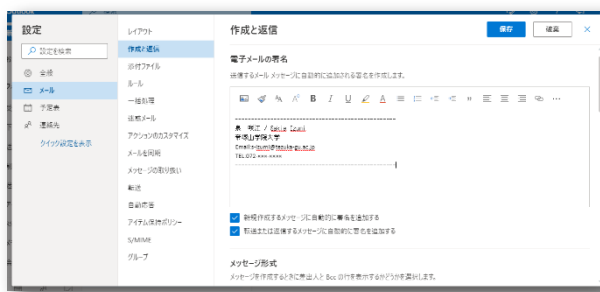 設定
設定を検索
全般
メール
予定表
連絡先
クイック設定を表示
レイアウト
作成と返信
添付ファイル
ルール
一括処理
迷惑メール
アクションのカスタマイズ
メールを同期
メッセージの取り扱い
転送
自動応答
アイテム保持ポリシー
S/MIME
グループ
作成と返信
保存
破棄
電子メールの署名
送信するメール メッセージに自動的に追加される署名を作成します。
泉 咲江 / Sakie Izumi
帝塚山学院大学
Email:s-izumi@tezuka-gu.ac.jp
TEL:072-xxx-xxxx
新規作成するメッセージに自動的に署名を追加する
転送または返信するメッセージに自動的に署名を追加する
メッセージ形式
メッセージを作成するときに差出人と Bcc の行を表示するかどうかを選択します。